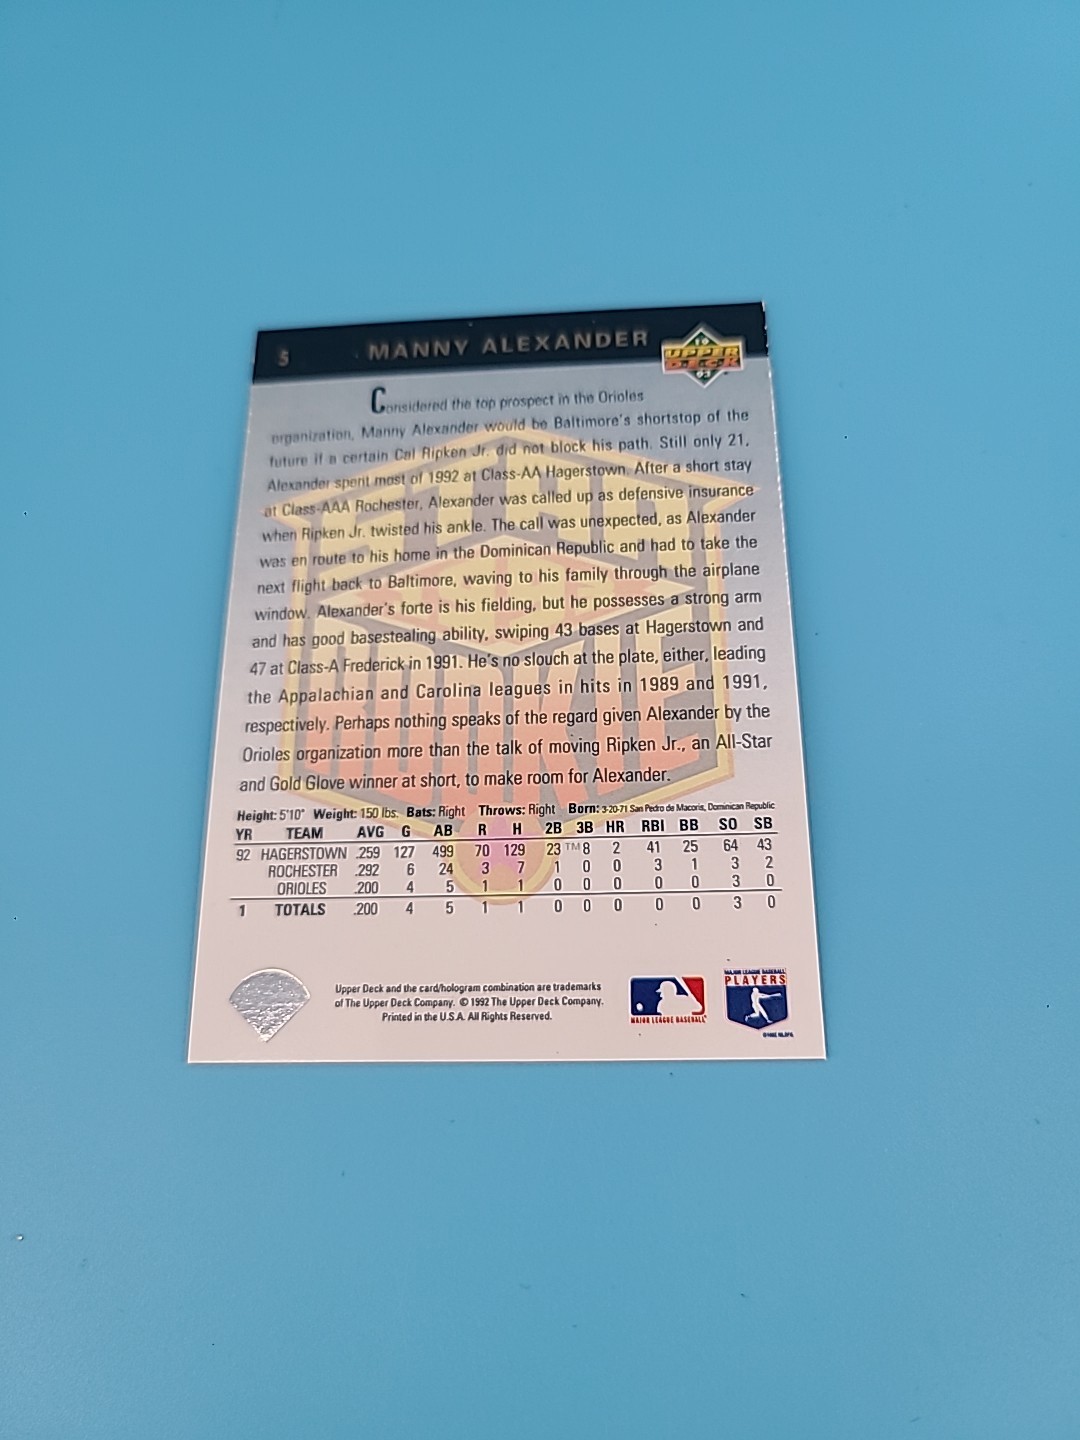 5 MANNY ALEXANDER 19 UPPER DECK 93
Considered the top prospect in the Orioles
organization, Manny Alexander would be Baltimore's shortstop of the
future if a certain Cal Ripken Jr. did not block his path. Still only 21,
Alexander spent most of 1992 at Class-AA Hagerstown. After a short stay
at Class-AAA Rochester, Alexander was called up as defensive insurance
when Ripken Jr. twisted his ankle. The call was unexpected, as Alexander
was en route to his home in the Dominican Republic and had to take the
next flight back to Baltimore, waving to his family through the airplane
window. Alexander's forte is his fielding, but he possesses a strong arm
and has good basestealing ability, swiping 43 bases at Hagerstown and
47 at Class-A Frederick in 1991. He's no slouch at the plate, either, leading
the Appalachian and Carolina leagues in hits in 1989 and 1991,
respectively. Perhaps nothing speaks of the regard given Alexander by the
Orioles organization more than the talk of moving Ripken Jr., an All-Star
and Gold Glove winner at short, to make room for Alexander.
STAR
ROOKIE
TM
Height: 5'10" Weight: 150 lbs. Bats: Right Throws: Right Born: 3-20-71 San Pedro de Macoris, Dominican Republic
YR TEAM AVG G AB R H 2B 3B HR RBI BB SO SB
92 HAGERSTOWN .259 127 499 70 129 23 8 2 41 25 64 43
ROCHESTER .292 6 24 3 7 1 0 0 3 1 3 2
ORIOLES .200 4 5 1 1 0 0 0 0 0 3 0
1 TOTALS .200 4 5 1 1 0 0 0 0 0 3 0
Upper Deck and the card/hologram combination are trademarks
of The Upper Deck Company. © 1992 The Upper Deck Company.
Printed in the U.S.A. All Rights Reserved.
MAJOR LEAGUE BASEBALL
MAJOR LEAGUE BASEBALL
PLAYERS